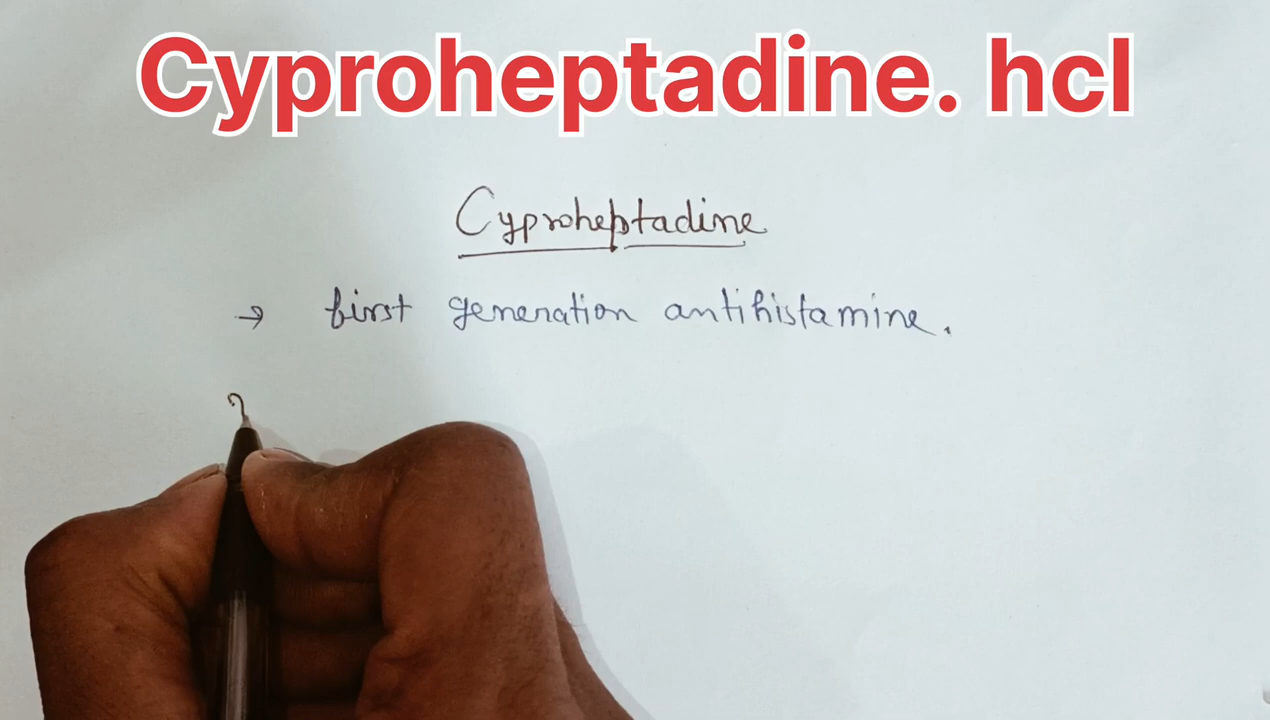 Cyproheptadine. hcl
Cyproheptadine
→ first generation antihistamine.